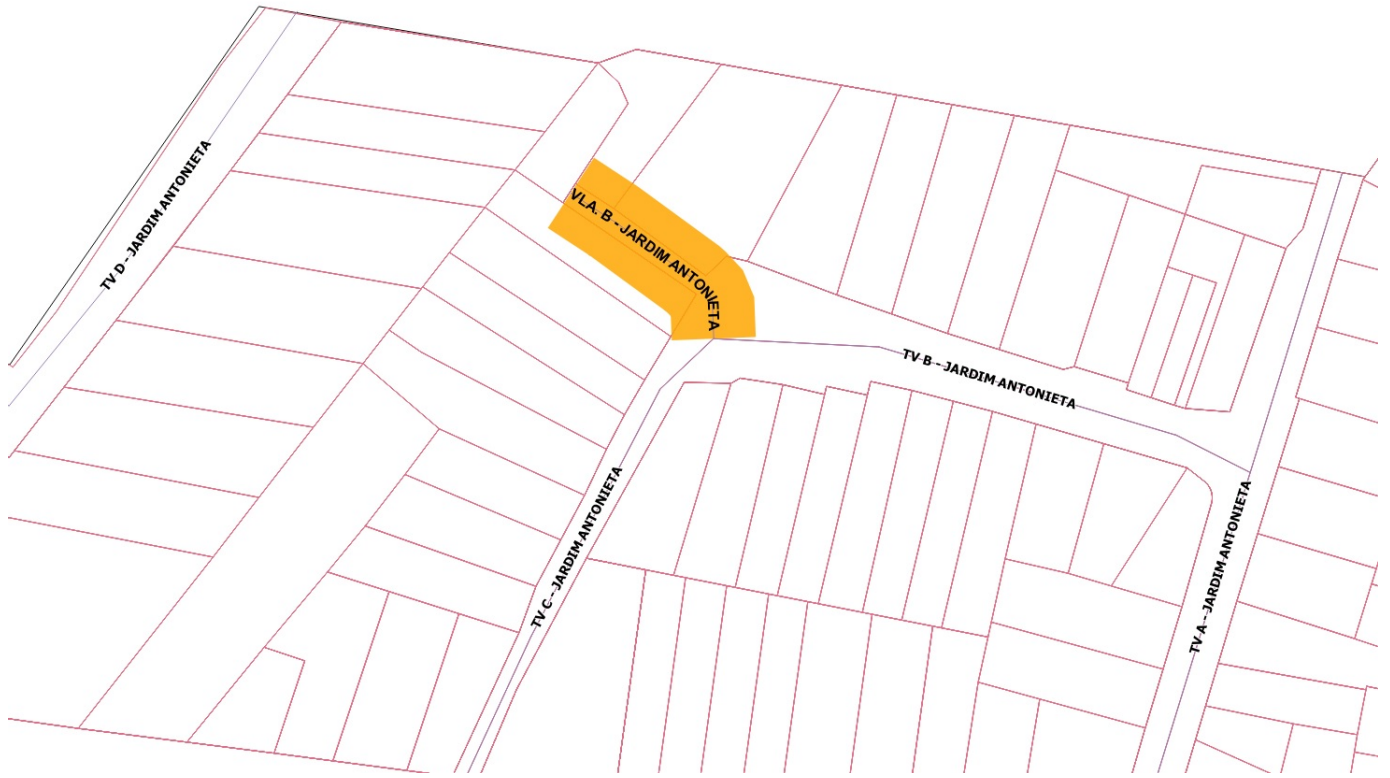 TV D - JARDIM ANTONIETA
VLA. B - JARDIM ANTONIETA
TV B - JARDIM ANTONIETA
TV C - JARDIM ANTONIETA
TV A - JARDIM ANTONIETA